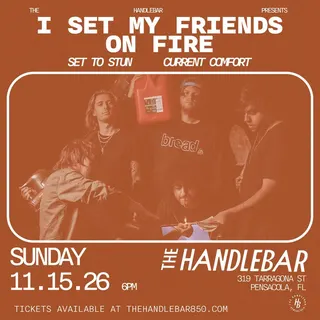 THE HANDLEBAR PRESENTS
I SET MY FRIENDS
ON FIRE
SET TO STUN CURRENT COMFORT
bread.
SUNDAY
11.15.26 6PM
THE HANDLEBAR
319 TARRAGONA ST
PENSACOLA, FL
TICKETS AVAILABLE AT THEHANDLEBAR850.COM